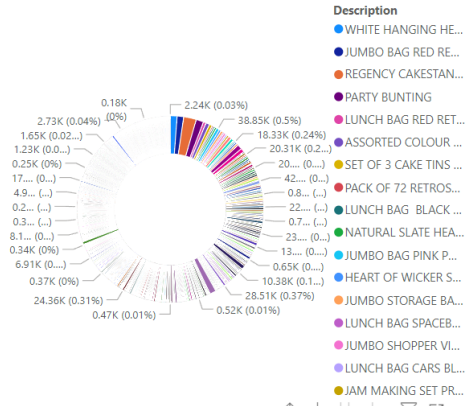 Description
WHITE HANGING HE...
JUMBO BAG RED RE...
REGENCY CAKESTAN...
PARTY BUNTING
LUNCH BAG RED RET...
ASSORTED COLOUR ...
SET OF 3 CAKE TINS ...
PACK OF 72 RETROS...
LUNCH BAG  BLACK ...
NATURAL SLATE HEA...
JUMBO BAG PINK P...
HEART OF WICKER S...
JUMBO STORAGE BA...
LUNCH BAG SPACEB...
JUMBO SHOPPER VI...
LUNCH BAG CARS BL...
JAM MAKING SET PR...
2.24K (0.03%)
38.85K (0.5%)
18.33K (0.24%)
20.31K (0.2...)
20.... (0....)
42.... (0...)
0.8... (...)
22.... (...)
0.7... (...)
23.... (0...)
13.... (0...)
0.65K (0....)
10.38K (0.1...)
28.51K (0.37%)
0.52K (0.01%)
0.47K (0.01%)
24.36K (0.31%)
0.37K (0%)
6.91K (0....)
0.34K (0%)
8.1... (0...)
0.3... (...)
0.2... (...)
4.9... (...)
17.... (...)
0.25K (0%)
1.23K (0.0...)
1.65K (0.02...)
2.73K (0.04%)
0.18K
(0%)